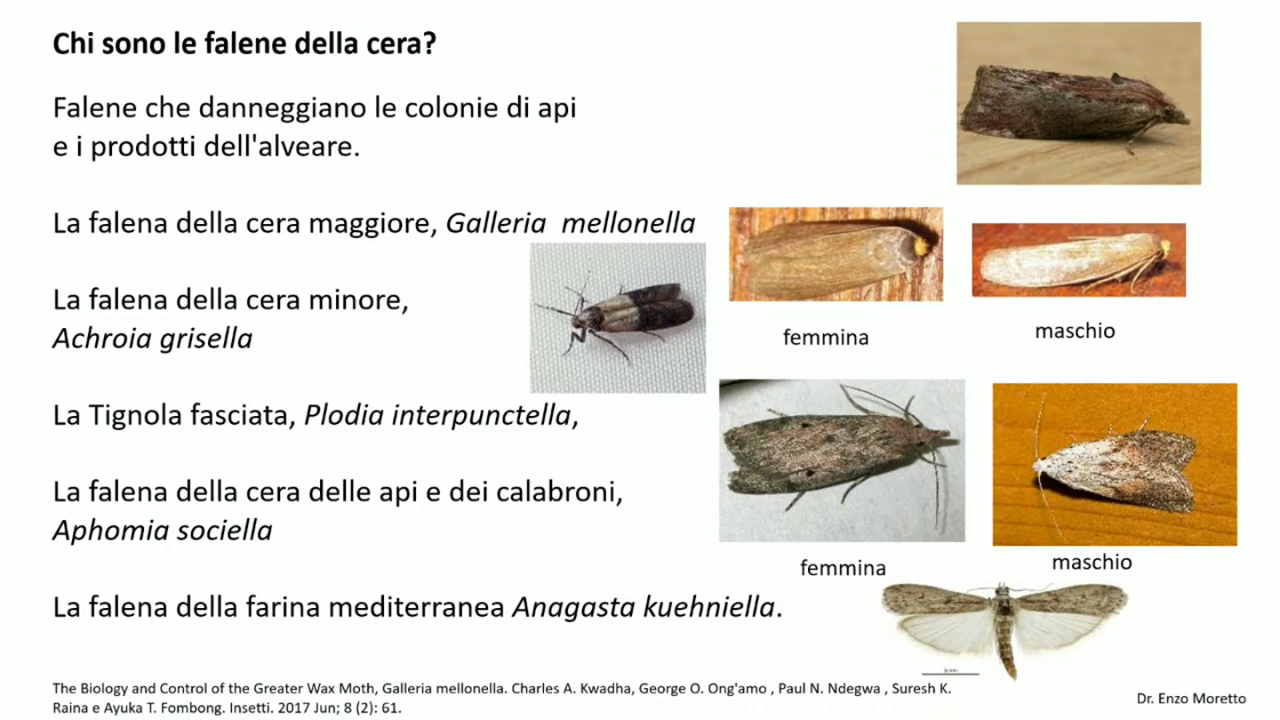 Chi sono le falene della cera?
Falene che danneggiano le colonie di api
e i prodotti dell'alveare.
La falena della cera maggiore, Galleria mellonella
La falena della cera minore,
Achroia grisella
femmina
maschio
La Tignola fasciata, Plodia interpunctella,
La falena della cera delle api e dei calabroni,
Aphomia sociella
femmina
maschio
La falena della farina mediterranea Anagasta kuehniella.
The Biology and Control of the Greater Wax Moth, Galleria mellonella. Charles A. Kwadha, George O. Ong'amo , Paul N. Ndegwa , Suresh K.
Raina e Ayuka T. Fombong. Insetti. 2017 Jun; 8 (2): 61.
Dr. Enzo Moretto